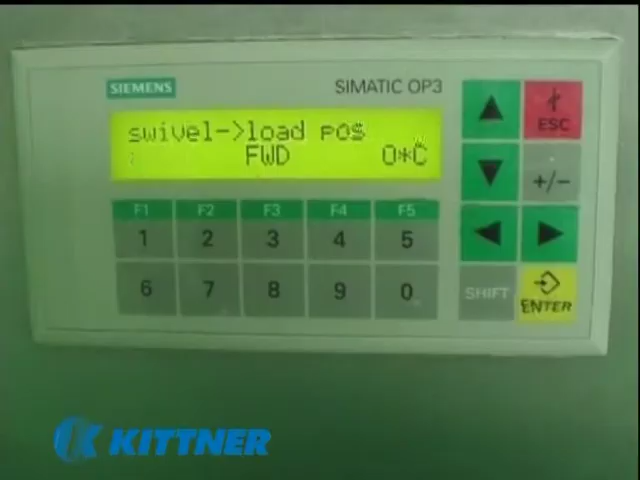 SIEMENS
SIMATIC OP3
swivel->load pos
: FWD 0*C
ESC
+/-
F1 F2 F3 F4 F5
1 2 3 4 5
6 7 8 9 0
SHIFT
ENTER
KITTNER